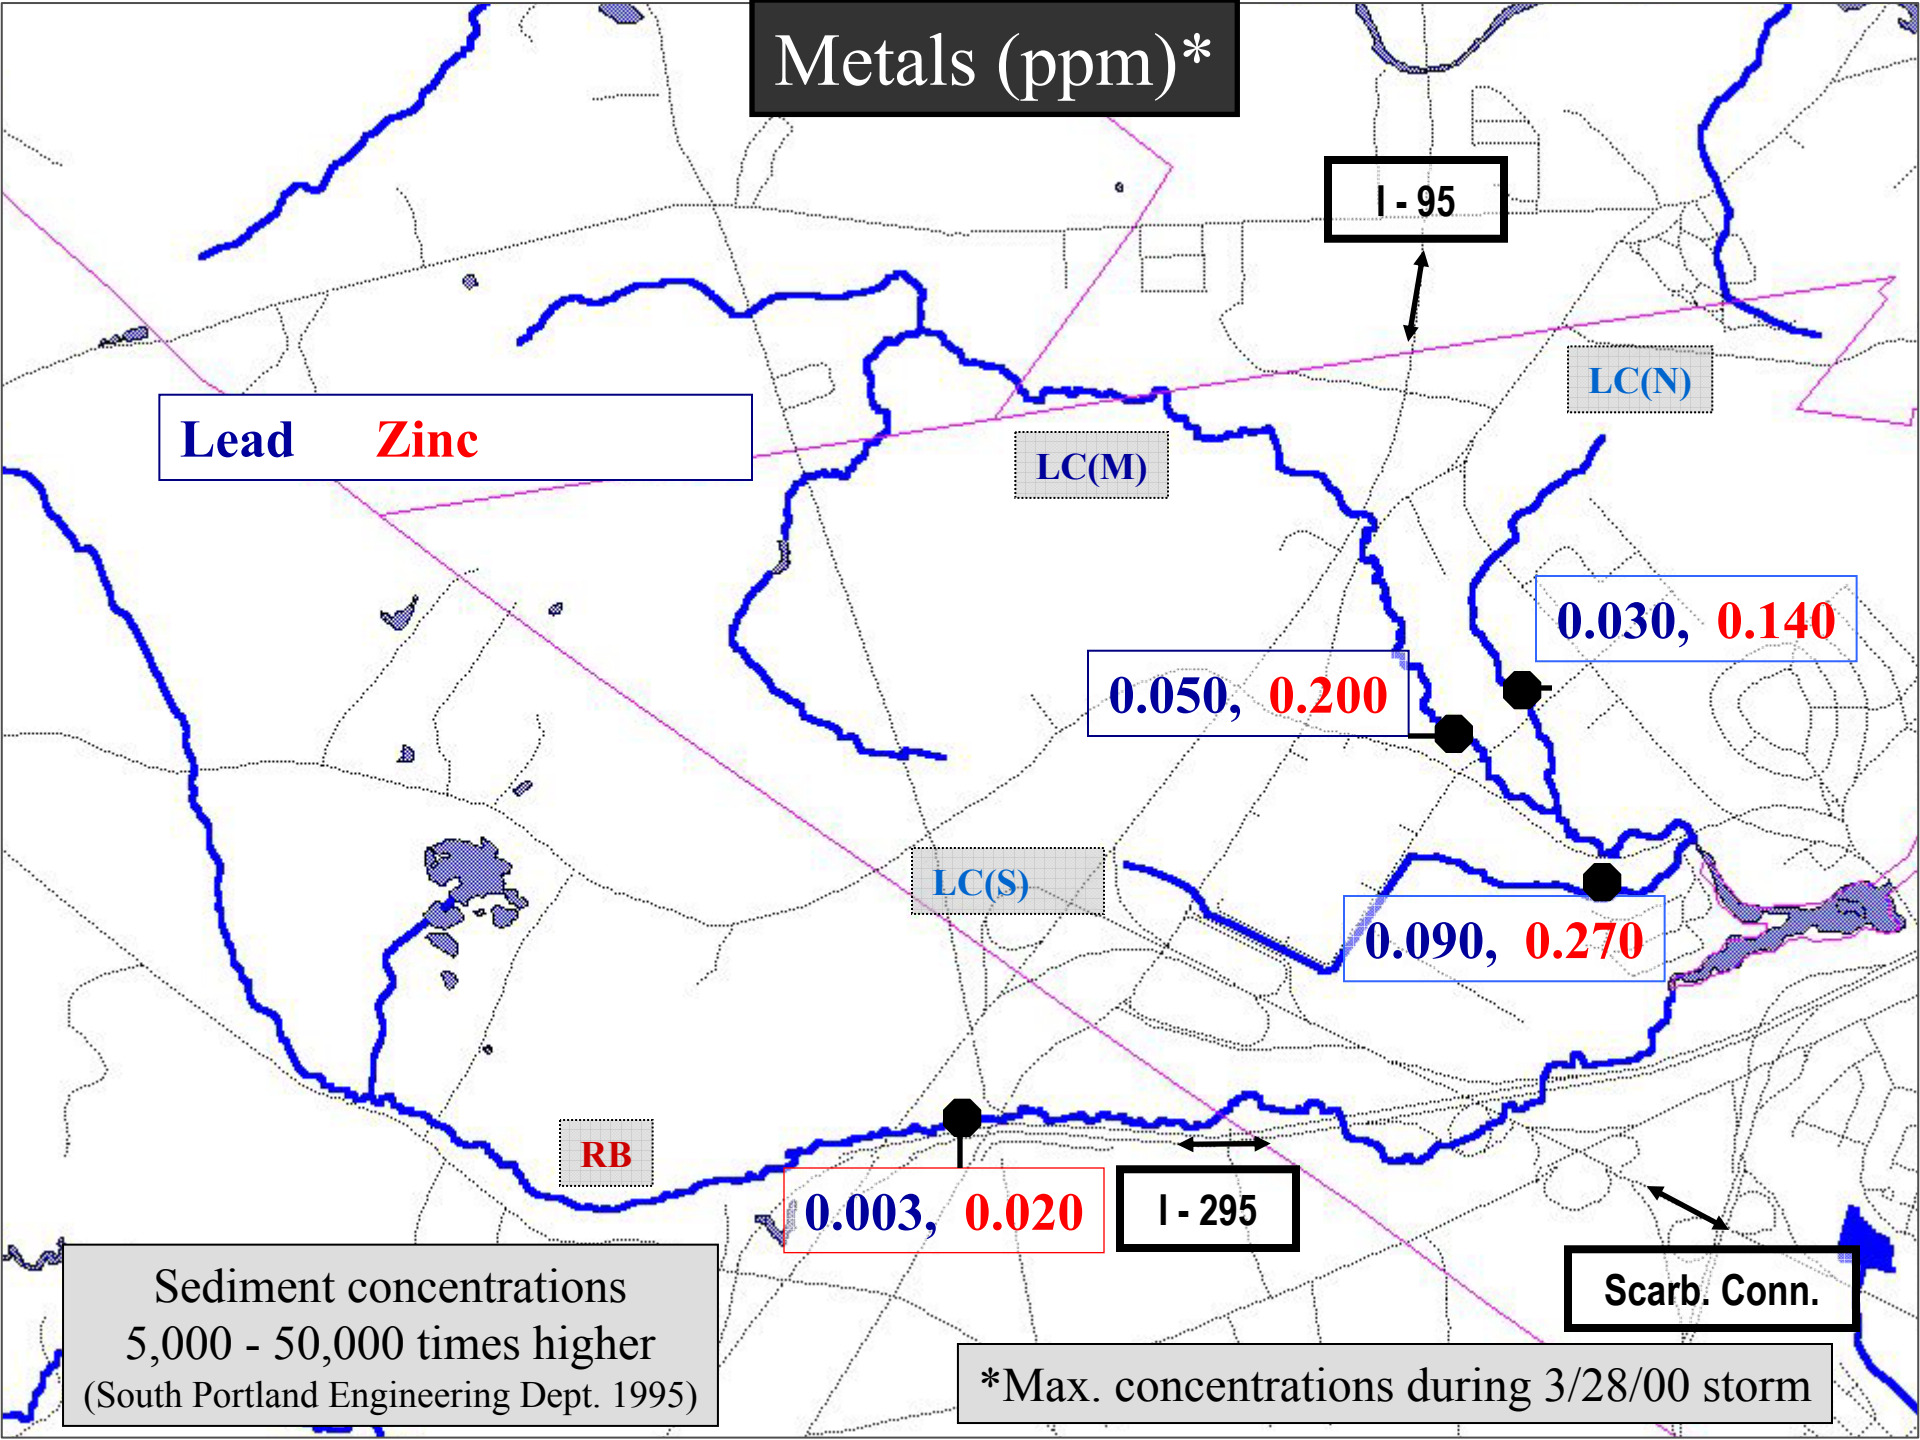 Metals (ppm)*
I - 95
LC(N)
Lead Zinc
LC(M)
0.030, 0.140
0.050, 0.200
LC(S)
0.090, 0.270
RB
0.003, 0.020
I - 295
Scarb. Conn.
Sediment concentrations
5,000 - 50,000 times higher
(South Portland Engineering Dept. 1995)
*Max. concentrations during 3/28/00 storm